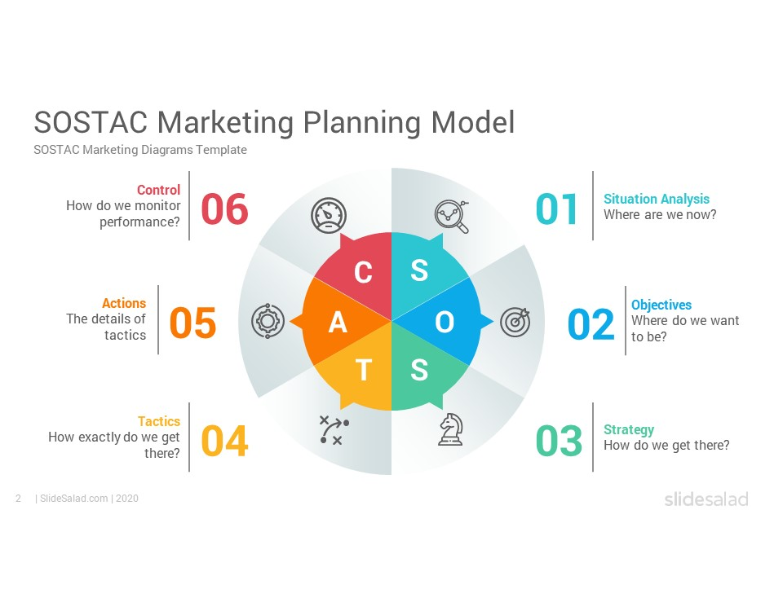 SOSTAC Marketing Planning Model
SOSTAC Marketing Diagrams Template
Control
How do we monitor
performance?
06
01
Situation Analysis
Where are we now?
C
S
Actions
The details of
tactics
05
A
O
02
Objectives
Where do we want
to be?
T
S
Tactics
How exactly do we get
there?
04
03
Strategy
How do we get there?
2 | SlideSalad.com | 2020
slidesalad